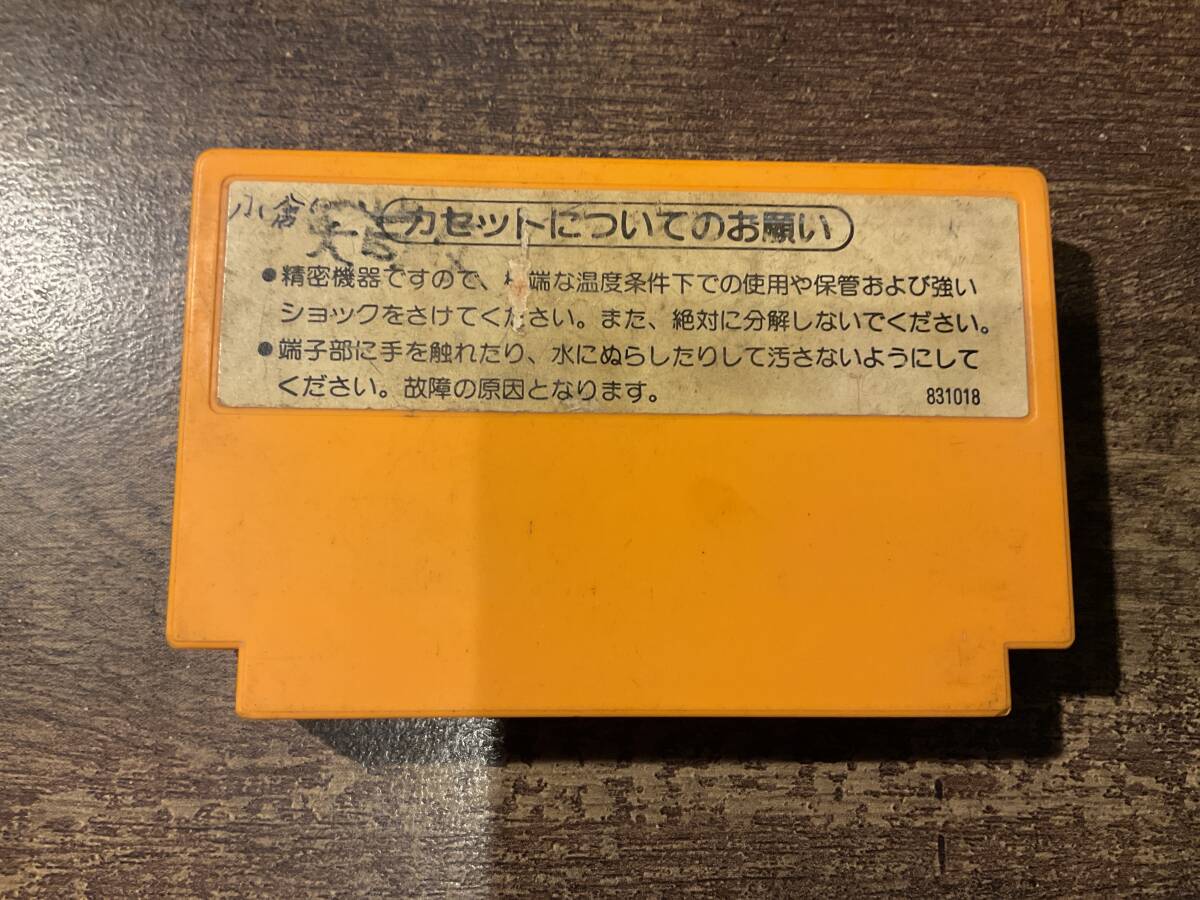 小倉
カセットについてのお願い
●精密機器ですので、端な温度条件下での使用や保管および強い
ショックをさけてください。また、絶対に分解しないでください。
●端子部に手を触れたり、水にぬらしたりして汚さないようにして
ください。故障の原因となります。
831018